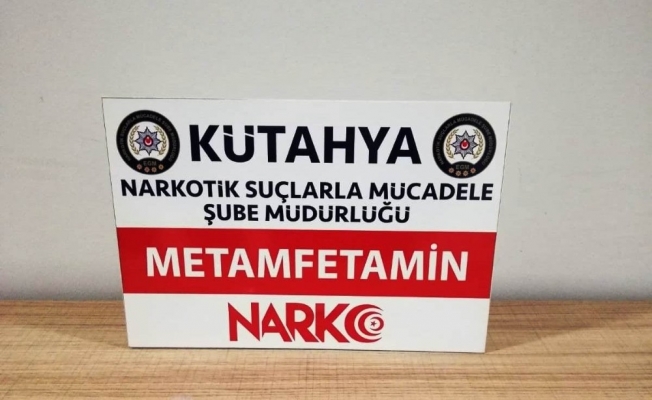 KÜTAHYA
NARKOTİK SUÇLARLA MÜCADELE
ŞUBE MÜDÜRLÜĞÜ
METAMFETAMİN
NARKO